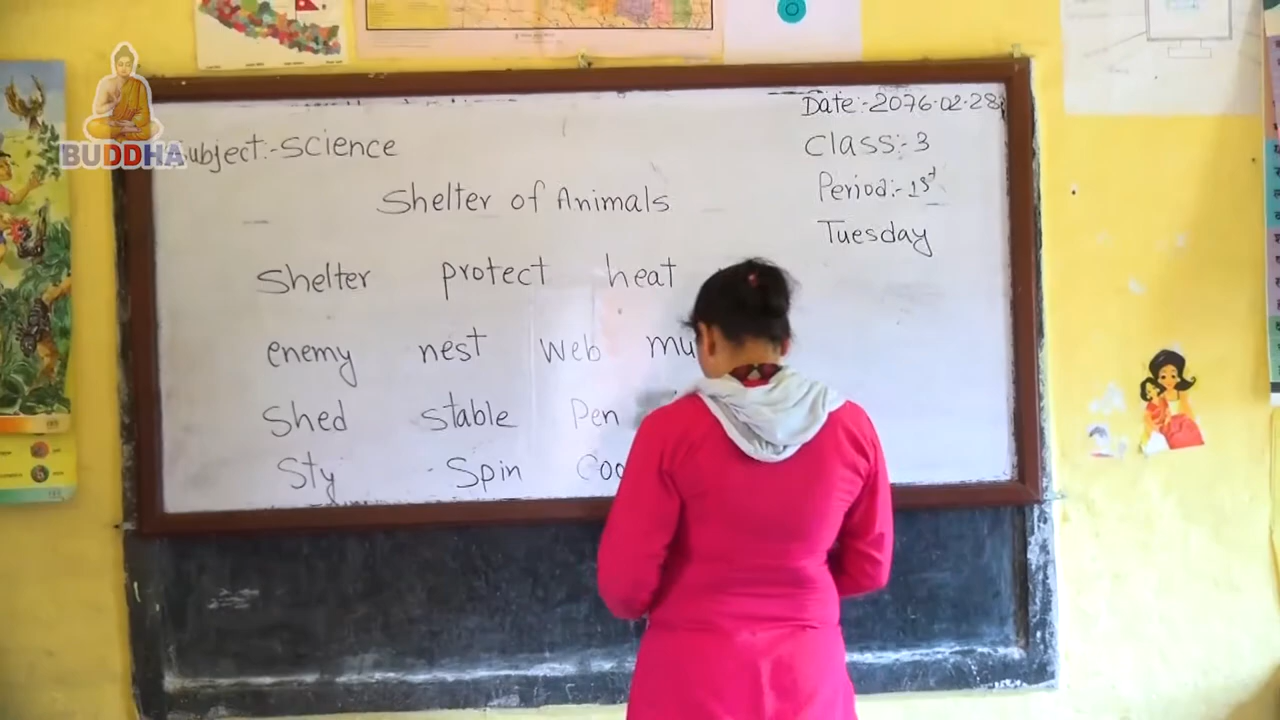 BUDDHA
Date:-2076.02.28
Subject:-Science
Class:-3
Shelter of Animals
Period:-1st
Tuesday
Shelter protect heat
enemy nest web
Shed stable Pen
Sty Spin